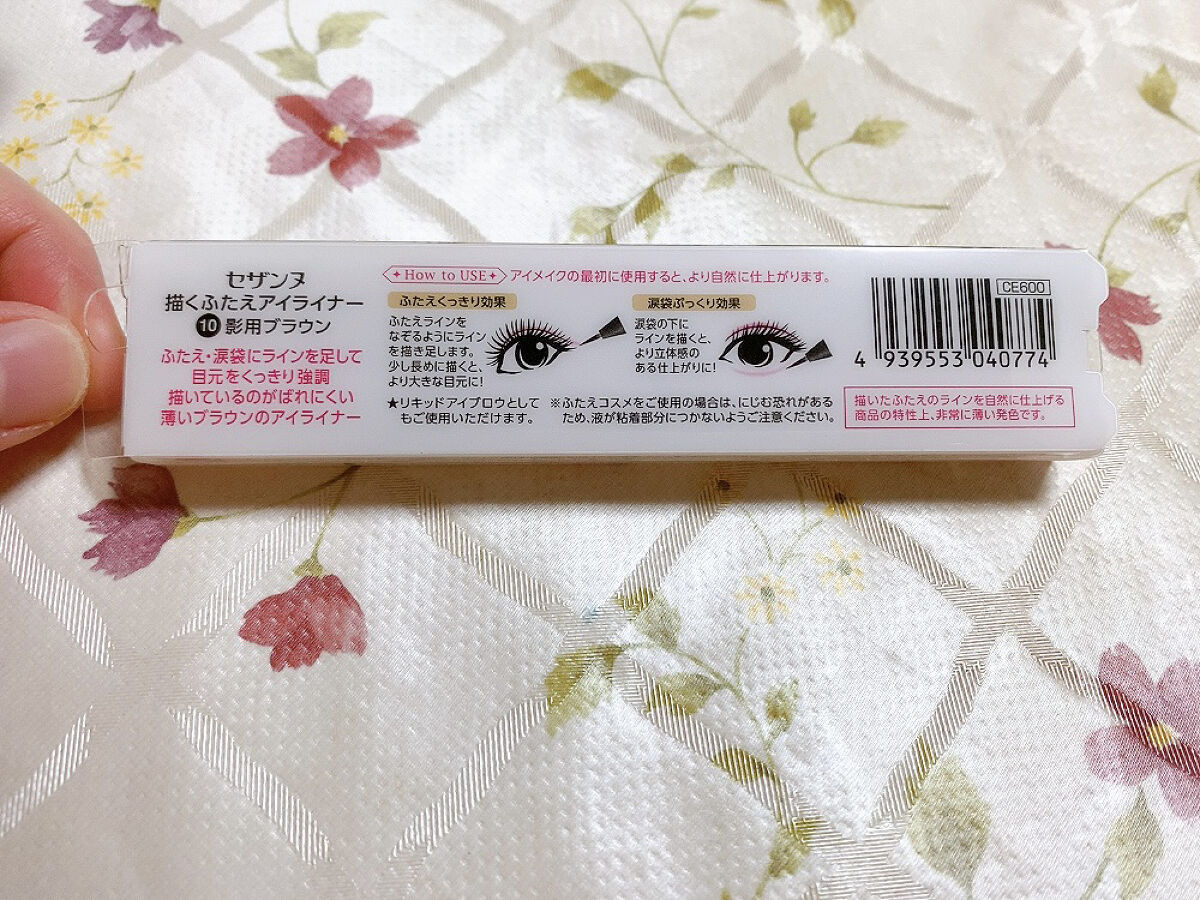 セザンヌ
描くふたえアイライナー
10 影用ブラウン
ふたえ・涙袋にラインを足して
目元をくっきり強調
描いているのがばれにくい
薄いブラウンのアイライナー
How to USE アイメイクの最初に使用すると、より自然に仕上がります。
ふたえくっきり効果
ふたえラインを
なぞるようにライン
を描き足します。
少し長めに描くと、
より大きな目元に!
★リキッドアイブロウとして
もご使用いただけます。
涙袋ぷっくり効果
涙袋の下に
ラインを描くと、
より立体感の
ある仕上がりに!
※ふたえコスメをご使用の場合は、にじむ恐れがある
ため、液が粘着部分につかないようご注意ください。
CE600
4 939553 040774
描いたふたえのラインを自然に仕上げる
商品の特性上、非常に薄い発色です。